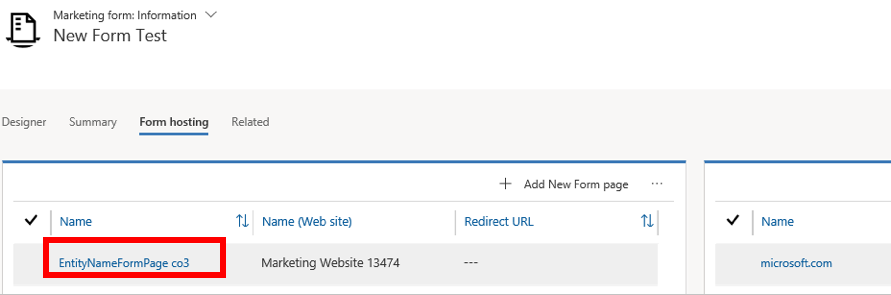 Marketing form: Information
New Form Test
Designer Summary Form hosting Related
+ Add New Form page ...
Name Name (Web site) Redirect URL Name
EntityNameFormPage co3 Marketing Website 13474 --- microsoft.com